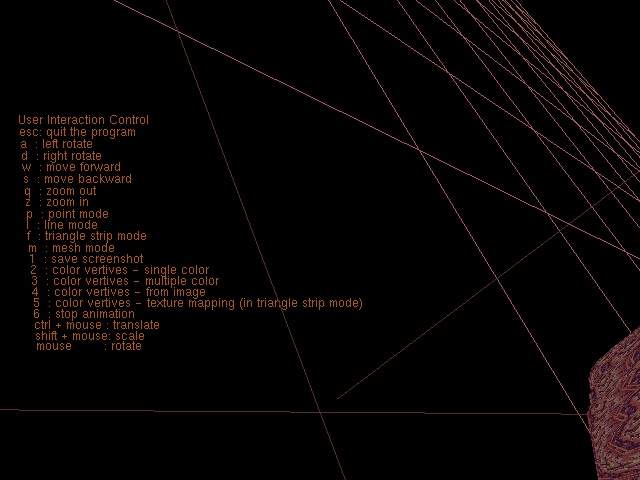 User Interaction Control
esc: quit the program
a : left rotate
d : right rotate
w : move forward
s : move backward
q : zoom out
z : zoom in
p : point mode
l : line mode
f : triangle strip mode
m : mesh mode
1 : save screenshot
2 : color vertives - single color
3 : color vertives - multiple color
4 : color vertives - from image
5 : color vertives - texture mapping (in triangle strip mode)
6 : stop animation
ctrl + mouse : translate
shift + mouse: scale
mouse : rotate